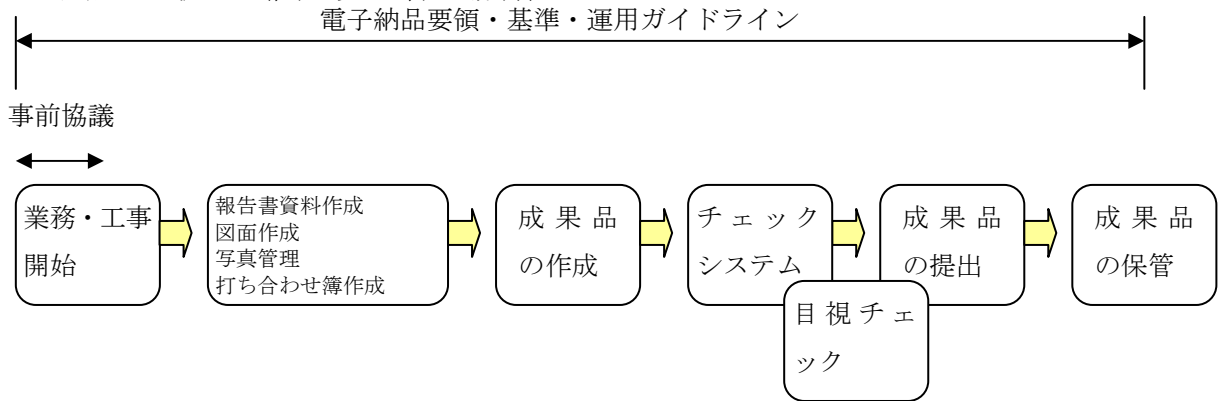 電子納品要領・基準・運用ガイドライン
事前協議
業務・工事
開始
報告書資料作成
図面作成
写真管理
打ち合わせ簿作成
成果品
の作成
チェック
システム
目視チェ
ック
成果品
の提出
成果品
の保管